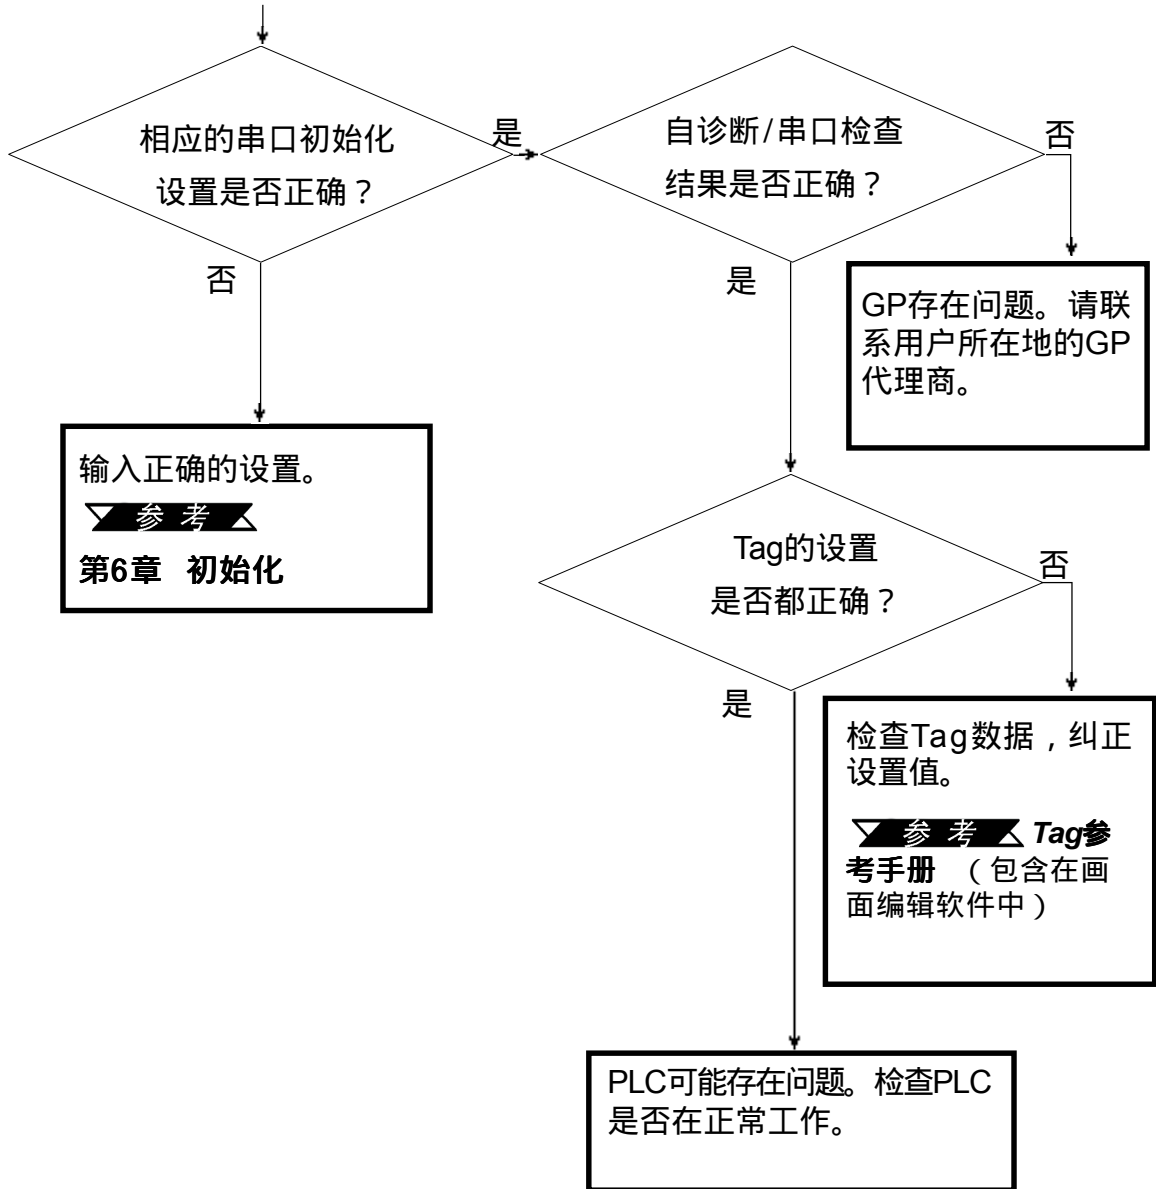 相应的串口初始化
设置是否正确？
是
否
输入正确的设置。
参 考
第6章 初始化
自诊断/串口检查
结果是否正确？
否
是
GP存在问题。请联
系用户所在地的GP
代理商。
Tag的设置
是否都正确？
否
是
检查Tag数据，纠正
设置值。
参 考 Tag参
考手册 （包含在画
面编辑软件中）
PLC可能存在问题。检查PLC
是否在正常工作。